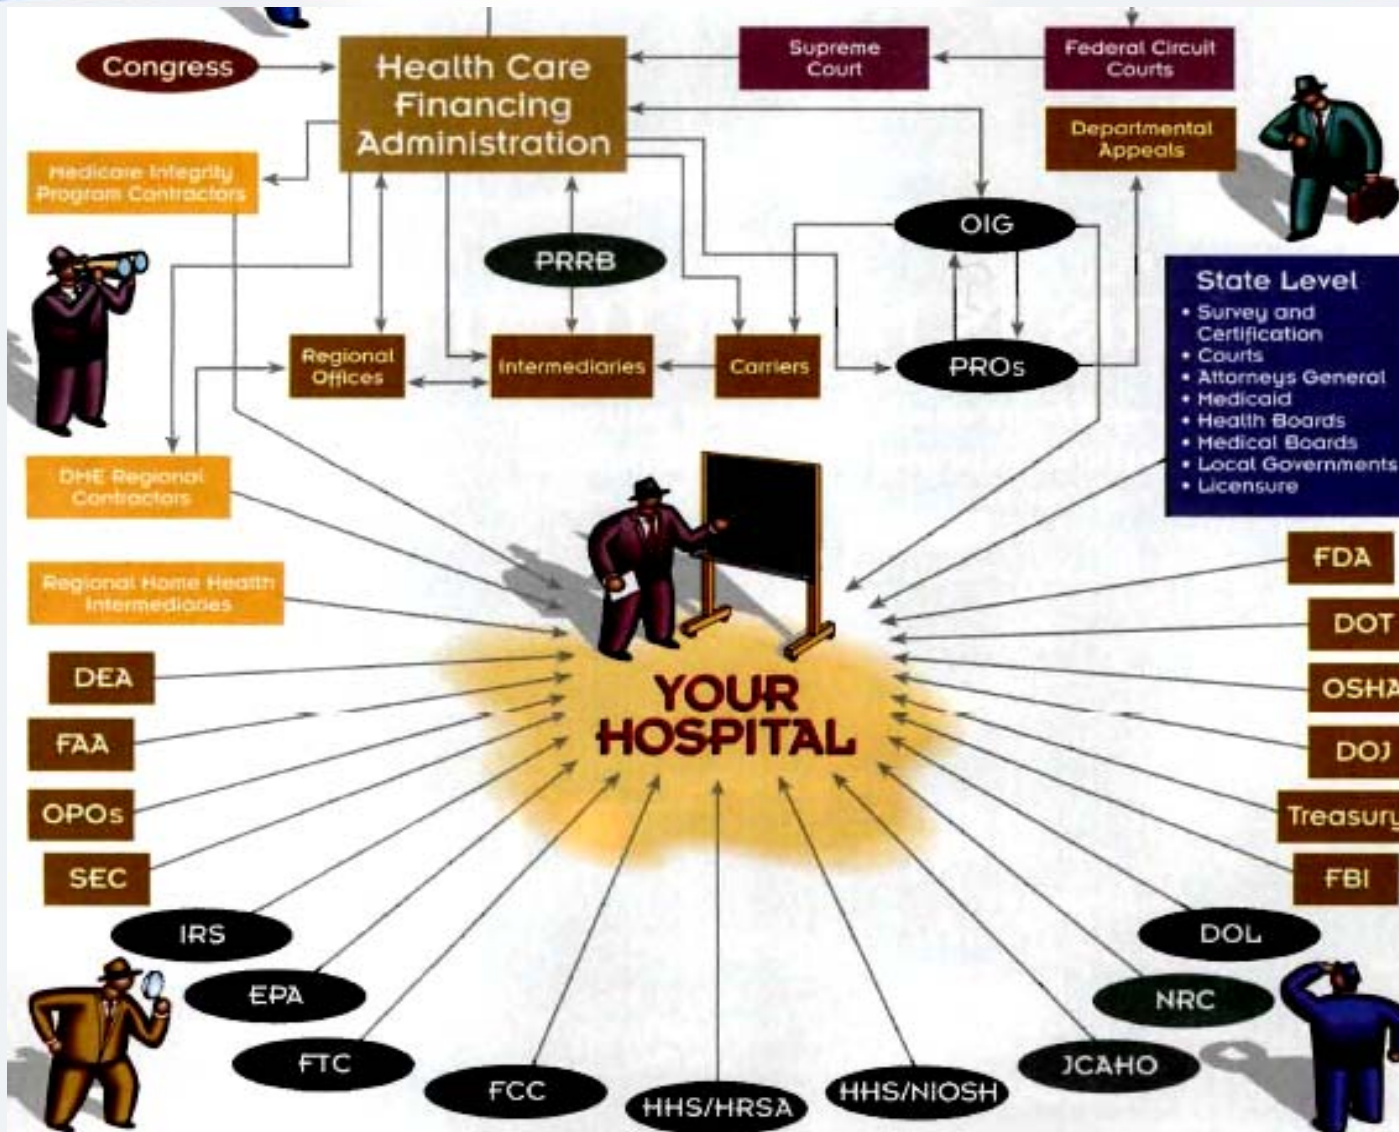 Congress
Health Care
Financing
Administration
Supreme
Court
Federal Circuit
Courts
Departmental
Appeals
Medicare Integrity
Program Contractors
OIG
PRRB
State Level
• Survey and
Certification
• Courts
• Attorneys General
• Medicaid
• Health Boards
• Medical Boards
• Local Governments
• Licensure
Regional
Offices
Intermediaries
Carriers
PROs
DME Regional
Contractors
Regional Home Health
Intermediaries
FDA
DOT
OSHA
DOJ
Treasury
FBI
DEA
FAA
OPOs
SEC
YOUR
HOSPITAL
IRS
EPA
FTC
FCC
HHS/HRSA
HHS/NIOSH
JCAHO
NRC
DOL